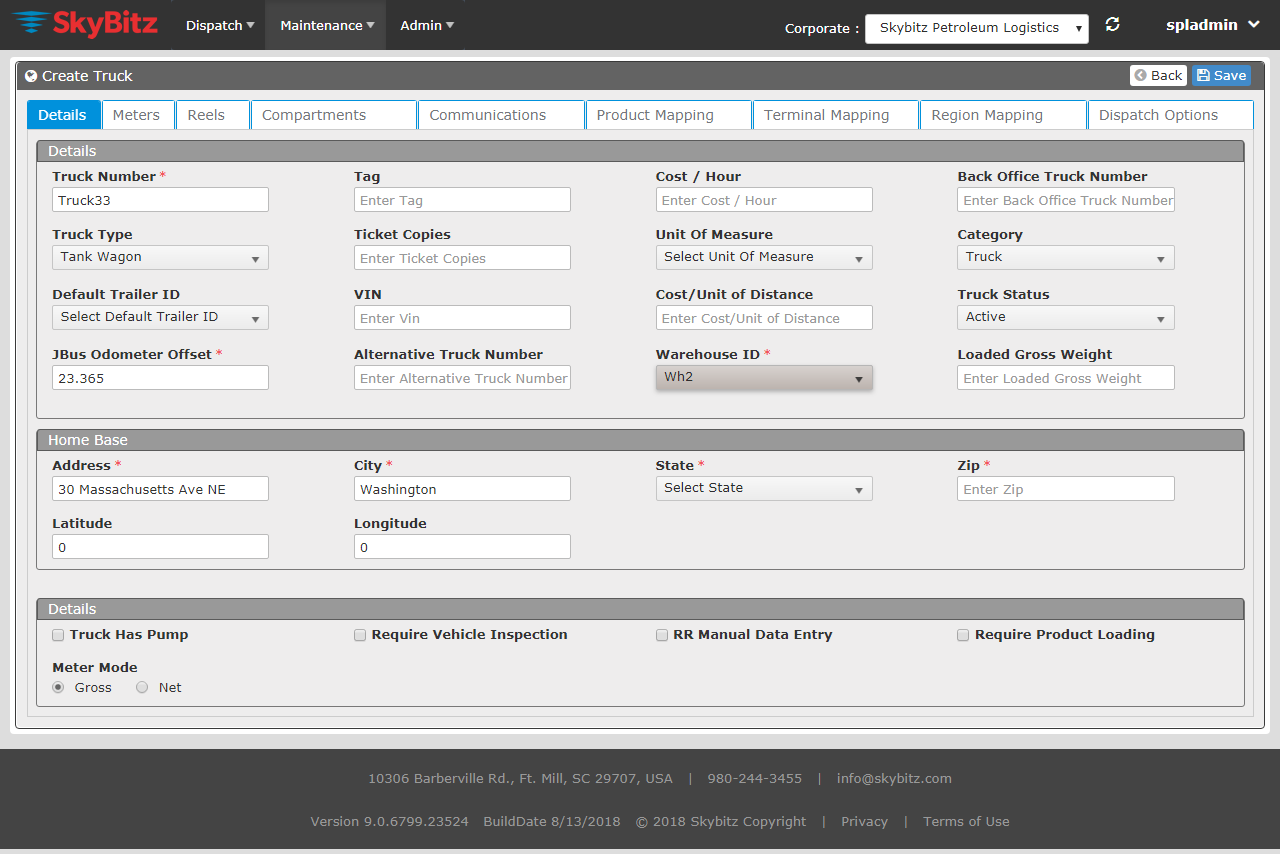 SkyBitz Dispatch Maintenance Admin Corporate : Skybitz Petroleum Logistics spladmin
Create Truck Back Save
Details Meters Reels Compartments Communications Product Mapping Terminal Mapping Region Mapping Dispatch Options
Details
Truck Number * Tag Cost / Hour Back Office Truck Number
Truck33 Enter Tag Enter Cost / Hour Enter Back Office Truck Number
Truck Type Ticket Copies Unit Of Measure Category
Tank Wagon Enter Ticket Copies Select Unit Of Measure Truck
Default Trailer ID VIN Cost/Unit of Distance Truck Status
Select Default Trailer ID Enter Vin Enter Cost/Unit of Distance Active
JBus Odometer Offset * Alternative Truck Number Warehouse ID * Loaded Gross Weight
23.365 Enter Alternative Truck Number Wh2 Enter Loaded Gross Weight
Home Base
Address * City * State * Zip *
30 Massachusetts Ave NE Washington Select State Enter Zip
Latitude Longitude
0 0
Details
Truck Has Pump Require Vehicle Inspection RR Manual Data Entry Require Product Loading
Meter Mode
Gross Net
10306 Barberville Rd., Ft. Mill, SC 29707, USA | 980-244-3455 | info@skybitz.com
Version 9.0.6799.23524 BuildDate 8/13/2018 © 2018 Skybitz Copyright | Privacy | Terms of Use